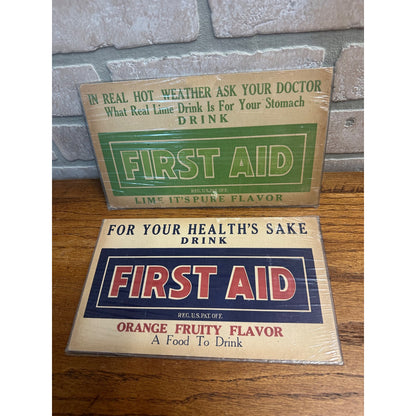 IN REAL HOT WEATHER ASK YOUR DOCTOR
What Real Lime Drink Is For Your Stomach
DRINK
FIRST AID
REG. U.S. PAT. OFF.
LIME IT'S PURE FLAVOR
FOR YOUR HEALTH'S SAKE
DRINK
FIRST AID
REG. U.S. PAT. OFF.
ORANGE FRUITY FLAVOR
A Food To Drink